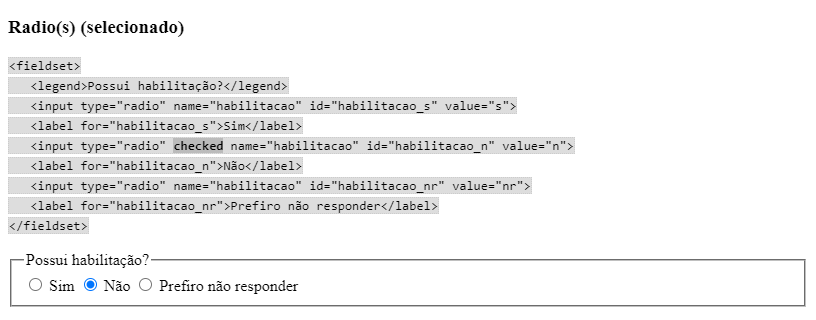 Radio(s) (selecionado)
<fieldset>
<legend>Possui habilitação?</legend>
<input type="radio" name="habilitacao" id="habilitacao_s" value="s">
<label for="habilitacao_s">Sim</label>
<input type="radio" checked name="habilitacao" id="habilitacao_n" value="n">
<label for="habilitacao_n">Não</label>
<input type="radio" name="habilitacao" id="habilitacao_nr" value="nr">
<label for="habilitacao_nr">Prefiro não responder</label>
</fieldset>
Possui habilitação?
Sim Não Prefiro não responder